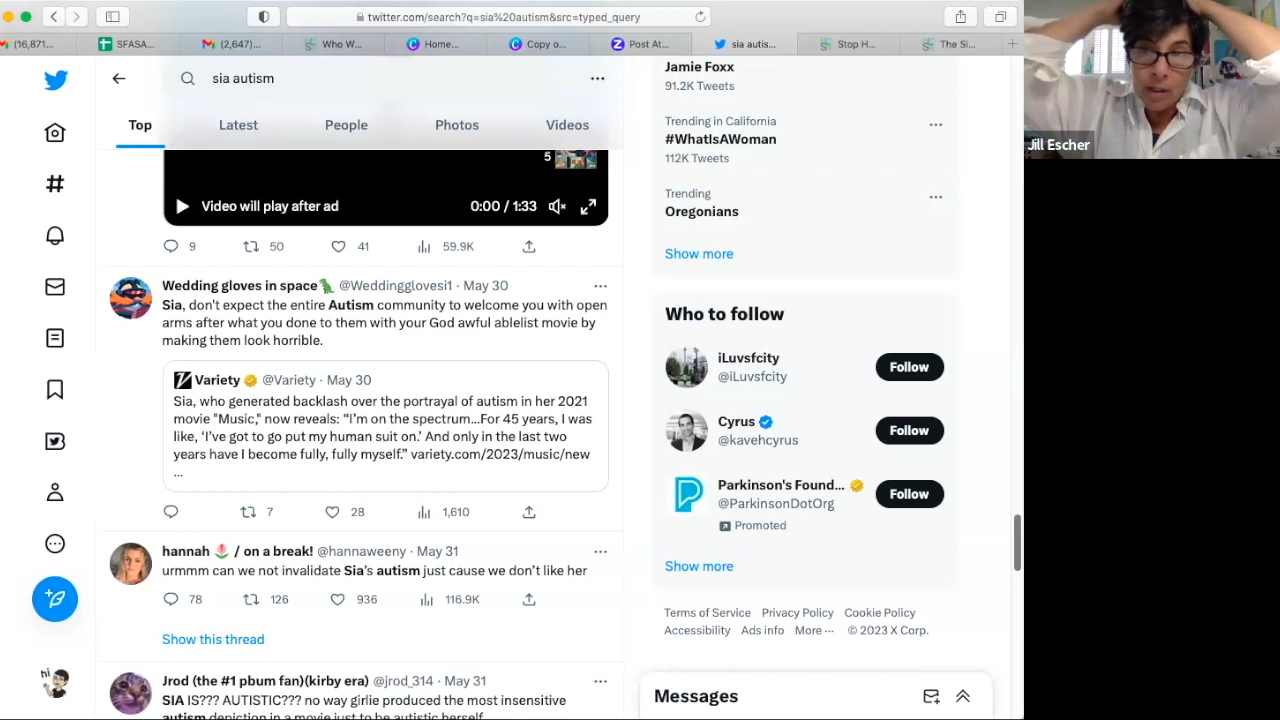 twitter.com/search?q=sia%20autism&src=typed_query
(16,871...
SFASA...
(2,647)...
Who W...
Home...
Copy o...
Post At...
sia autis...
Stop H...
The Si...
sia autism
Top
Latest
People
Photos
Videos
5
Video will play after ad
0:00 / 1:33
9
50
41
59.9K
Wedding gloves in space @Weddingglovesi1 · May 30
Sia, don't expect the entire Autism community to welcome you with open
arms after what you done to them with your God awful ablelist movie by
making them look horrible.
Variety @Variety · May 30
Sia, who generated backlash over the portrayal of autism in her 2021
movie "Music," now reveals: “I’m on the spectrum...For 45 years, I was
like, ‘I’ve got to go put my human suit on.’ And only in the last two
years have I become fully, fully myself.” variety.com/2023/music/new
...
7
28
1,610
hannah / on a break! @hannaweeny · May 31
urmmm can we not invalidate Sia’s autism just cause we don’t like her
78
126
936
116.9K
Show this thread
Jrod (the #1 pbum fan)(kirby era) @jrod_314 · May 31
SIA IS??? AUTISTIC??? no way girlie produced the most insensitive
autism depiction in a movie just to be autistic herself
hi
Jamie Foxx
91.2K Tweets
Trending in California
#WhatIsAWoman
112K Tweets
Trending
Oregonians
Show more
Who to follow
iLuvsfcity
@iLuvsfcity
Follow
Cyrus
@kavehcyrus
Follow
Parkinson's Found...
@ParkinsonDotOrg
Follow
Promoted
Show more
Terms of Service Privacy Policy Cookie Policy
Accessibility Ads info More ··· © 2023 X Corp.
Messages
Jill Escher